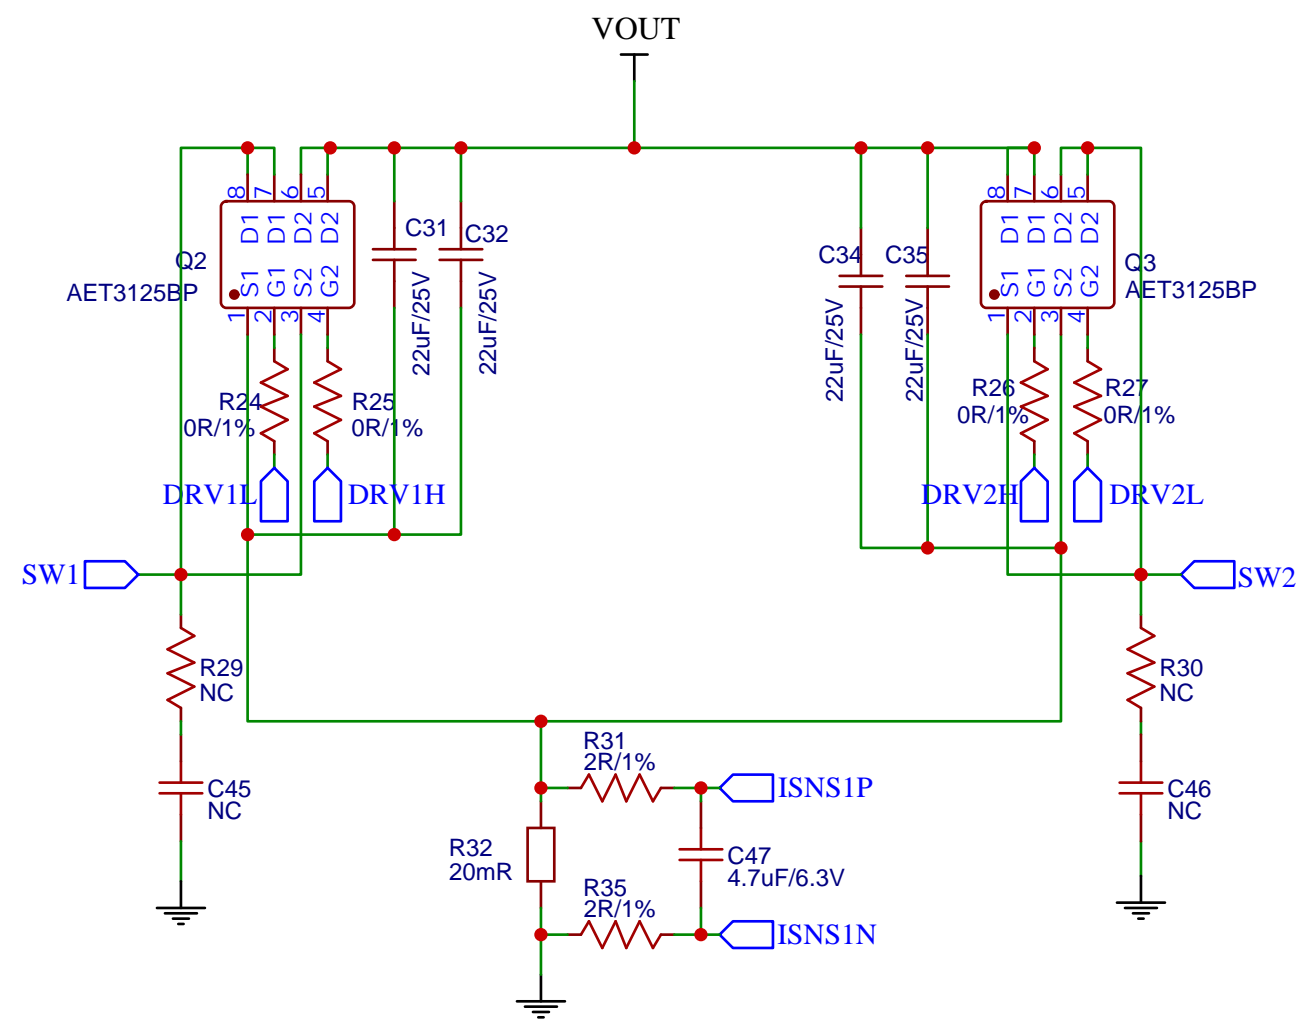 VOUT
8 7 6 5
D1 D1 D2 D2
S1 G1 S2 G2
1 2 3 4
Q2
AET3125BP
C31
22uF/25V
C32
22uF/25V
C34
22uF/25V
C35
22uF/25V
8 7 6 5
D1 D1 D2 D2
S1 G1 S2 G2
1 2 3 4
Q3
AET3125BP
R24
0R/1%
R25
0R/1%
R26
0R/1%
R27
0R/1%
DRV1L
DRV1H
DRV2H
DRV2L
SW1
SW2
R29
NC
R30
NC
C45
NC
C46
NC
R31
2R/1%
ISNS1P
R32
20mR
C47
4.7uF/6.3V
R35
2R/1%
ISNS1N